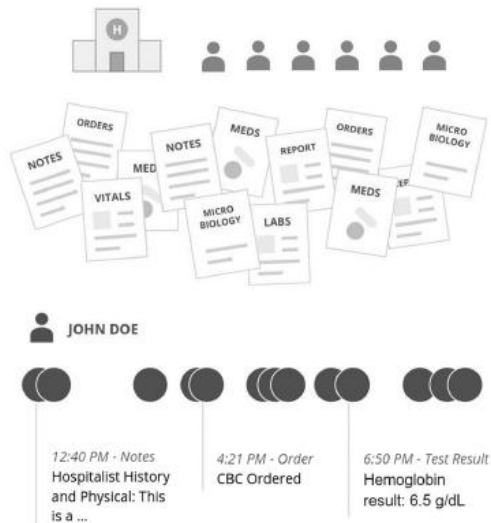 H
ORDERS
MEDS
ORDERS
MICRO
BIOLOGY
NOTES
NOTES
REPORT
MED
VITALS
MEDS
MICRO
BIOLOGY
LABS
JOHN DOE
12:40 PM - Notes
Hospitalist History
and Physical: This
is a ...
4:21 PM - Order
CBC Ordered
6:50 PM - Test Result
Hemoglobin
result: 6.5 g/dL